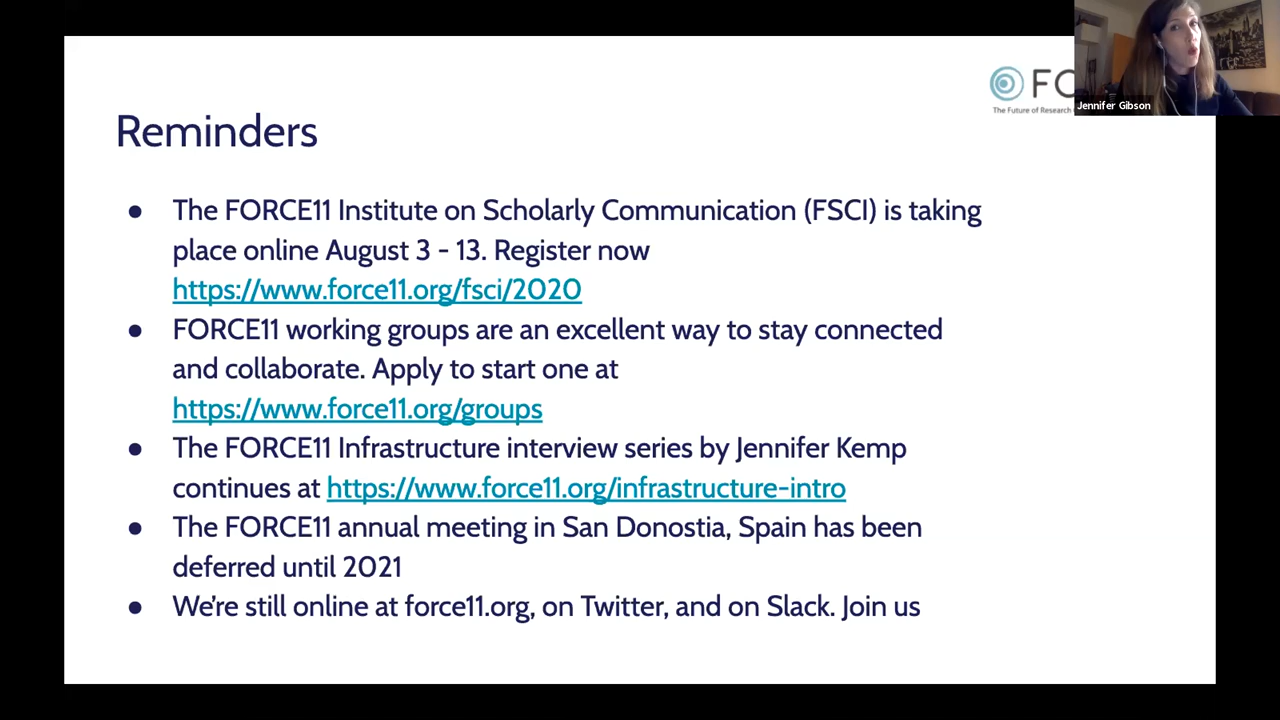 FO
The Future of Research
Jennifer Gibson
Reminders
● The FORCE11 Institute on Scholarly Communication (FSCI) is taking
place online August 3 - 13. Register now
https://www.force11.org/fsci/2020
● FORCE11 working groups are an excellent way to stay connected
and collaborate. Apply to start one at
https://www.force11.org/groups
● The FORCE11 Infrastructure interview series by Jennifer Kemp
continues at https://www.force11.org/infrastructure-intro
● The FORCE11 annual meeting in San Donostia, Spain has been
deferred until 2021
● We’re still online at force11.org, on Twitter, and on Slack. Join us